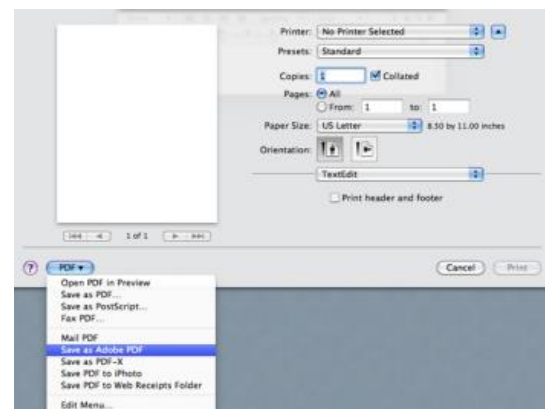 Printer: No Printer Selected
Presets: Standard
Copies: 1 Collated
Pages: All
From: 1 to: 1
Paper Size: US Letter 8.50 by 11.00 inches
Orientation:
TextEdit
Print header and footer
1 of 1
? PDF Cancel Print
Open PDF in Preview
Save as PDF...
Save as PostScript...
Fax PDF...
Mail PDF
Save as Adobe PDF
Save as PDF-X
Save PDF to iPhoto
Save PDF to Web Receipts Folder
Edit Menu...